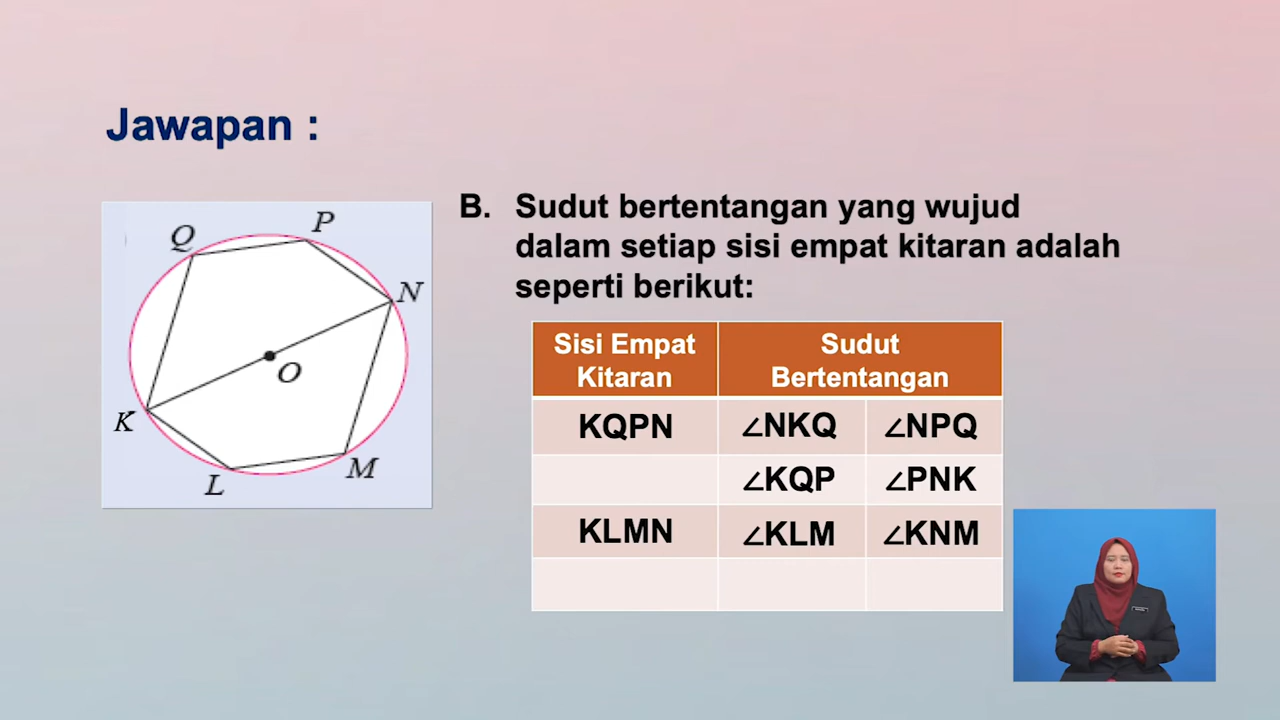 Jawapan :
Q
P
N
O
K
L
M
B. Sudut bertentangan yang wujud
dalam setiap sisi empat kitaran adalah
seperti berikut:
Sisi Empat
Kitaran
Sudut
Bertentangan
KQPN ∠NKQ ∠NPQ
∠KQP ∠PNK
KLMN ∠KLM ∠KNM